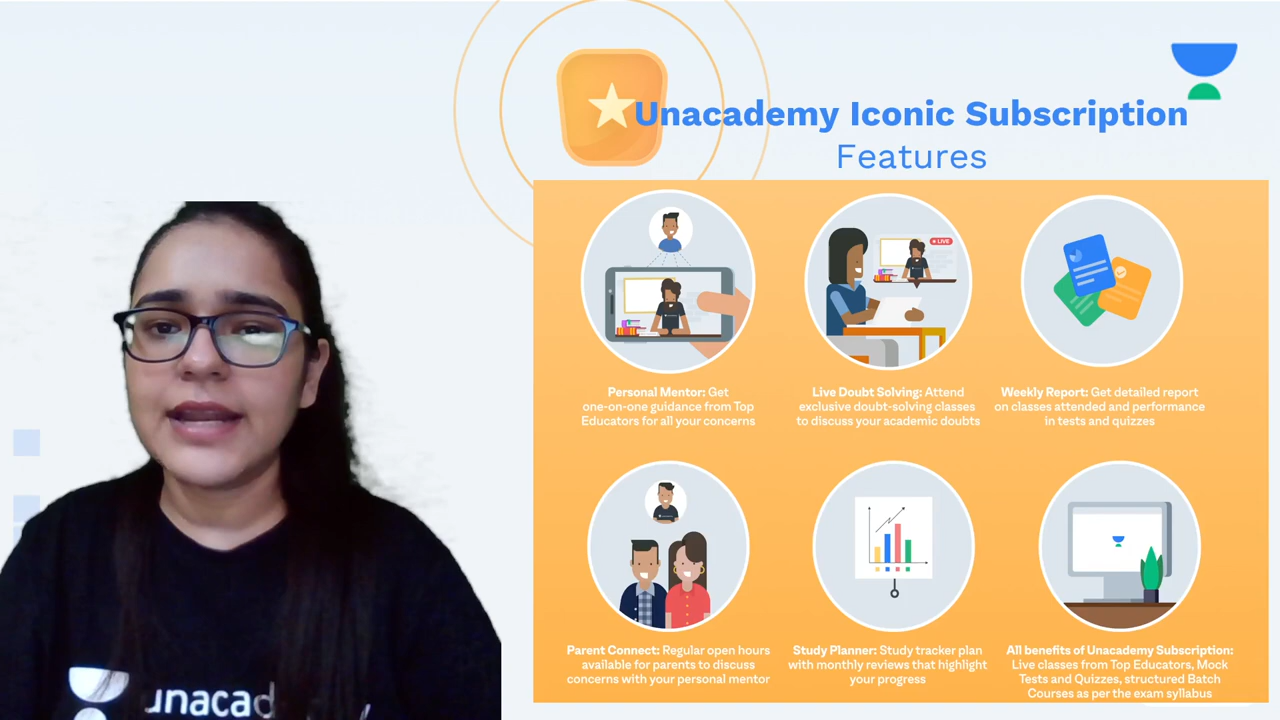 Unacademy Iconic Subscription
Features
LIVE
Personal Mentor: Get
one-on-one guidance from Top
Educators for all your concerns
Live Doubt Solving: Attend
exclusive doubt-solving classes
to discuss your academic doubts
Weekly Report: Get detailed report
on classes attended and performance
in tests and quizzes
Parent Connect: Regular open hours
available for parents to discuss
concerns with your personal mentor
Study Planner: Study tracker plan
with monthly reviews that highlight
your progress
All benefits of Unacademy Subscription:
Live classes from Top Educators, Mock
Tests and Quizzes, structured Batch
Courses as per the exam syllabus
unacad